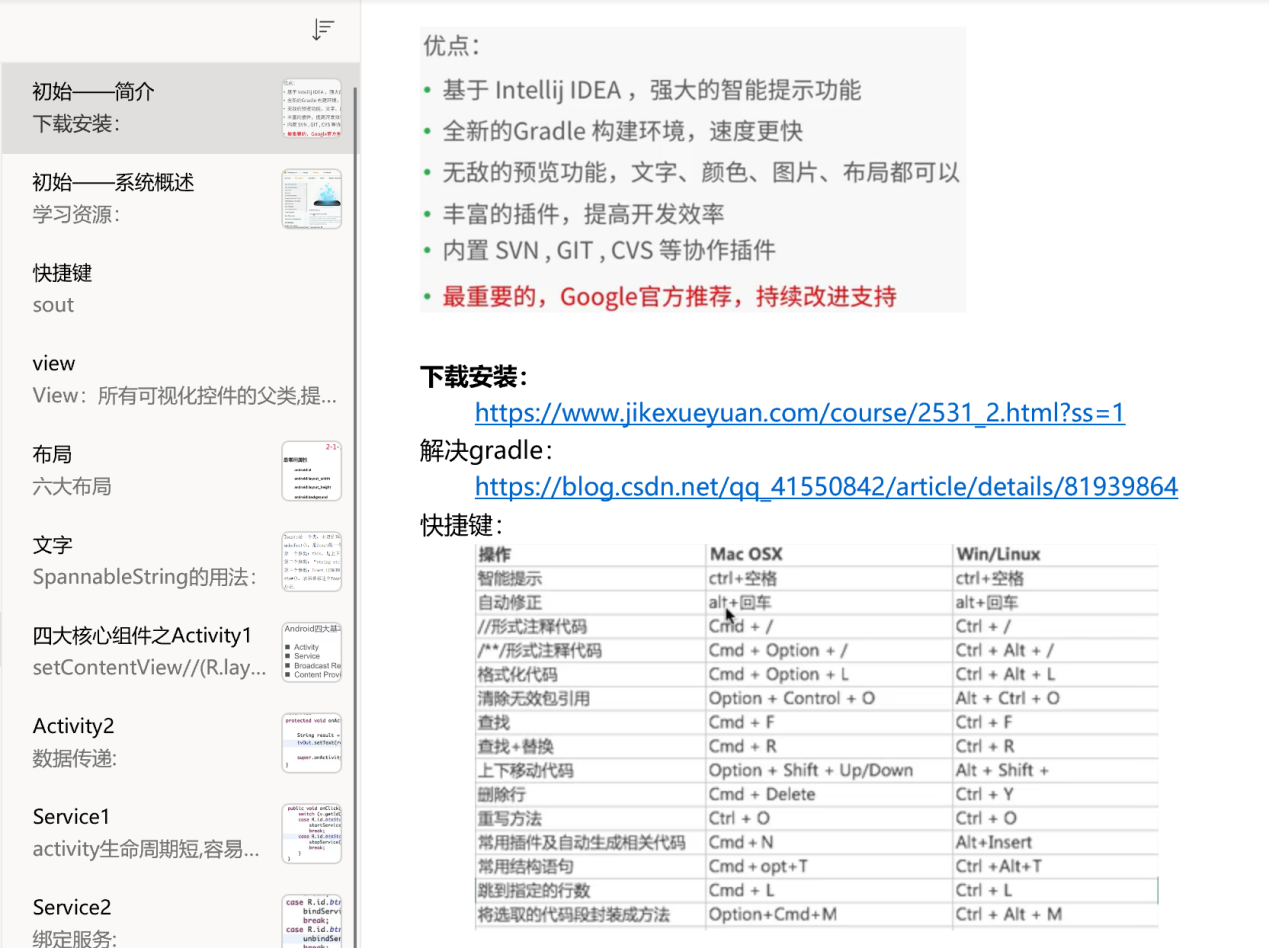 初始——简介
下载安装：
初始——系统概述
学习资源：
快捷键
sout
view
View：所有可视化控件的父类,提...
布局
六大布局
文字
SpannableString的用法：
四大核心组件之Activity1
setContentView//(R.lay...
Android四大基本
Activity
Service
Broadcast Re
Content Provi
Activity2
数据传递:
Service1
activity生命周期短,容易...
Service2
绑定服务:
优点：
• 基于 Intellij IDEA ，强大的智能提示功能
• 全新的Gradle 构建环境，速度更快
• 无敌的预览功能，文字、颜色、图片、布局都可以
• 丰富的插件，提高开发效率
• 内置 SVN , GIT , CVS 等协作插件
• 最重要的，Google官方推荐，持续改进支持
下载安装：
https://www.jikexueyuan.com/course/2531_2.html?ss=1
解决gradle：
https://blog.csdn.net/qq_41550842/article/details/81939864
快捷键：
操作 Mac OSX Win/Linux
智能提示 ctrl+空格 ctrl+空格
自动修正 alt+回车 alt+回车
//形式注释代码 Cmd + / Ctrl + /
/**/形式注释代码 Cmd + Option + / Ctrl + Alt + /
格式化代码 Cmd + Option + L Ctrl + Alt + L
清除无效包引用 Option + Control + O Alt + Ctrl + O
查找 Cmd + F Ctrl + F
查找+替换 Cmd + R Ctrl + R
上下移动代码 Option + Shift + Up/Down Alt + Shift +
删除行 Cmd + Delete Ctrl + Y
重写方法 Ctrl + O Ctrl + O
常用插件及自动生成相关代码 Cmd + N Alt+Insert
常用结构语句 Cmd + opt+T Ctrl +Alt+T
跳到指定的行数 Cmd + L Ctrl + L
将选取的代码段封装成方法 Option+Cmd+M Ctrl + Alt + M